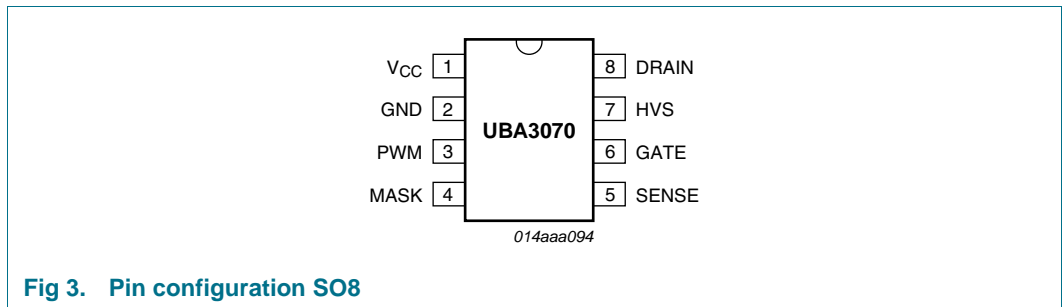 VCC 1 8 DRAIN
GND 2 7 HVS
UBA3070
PWM 3 6 GATE
MASK 4 5 SENSE
014aaa094
Fig 3. Pin configuration SO8